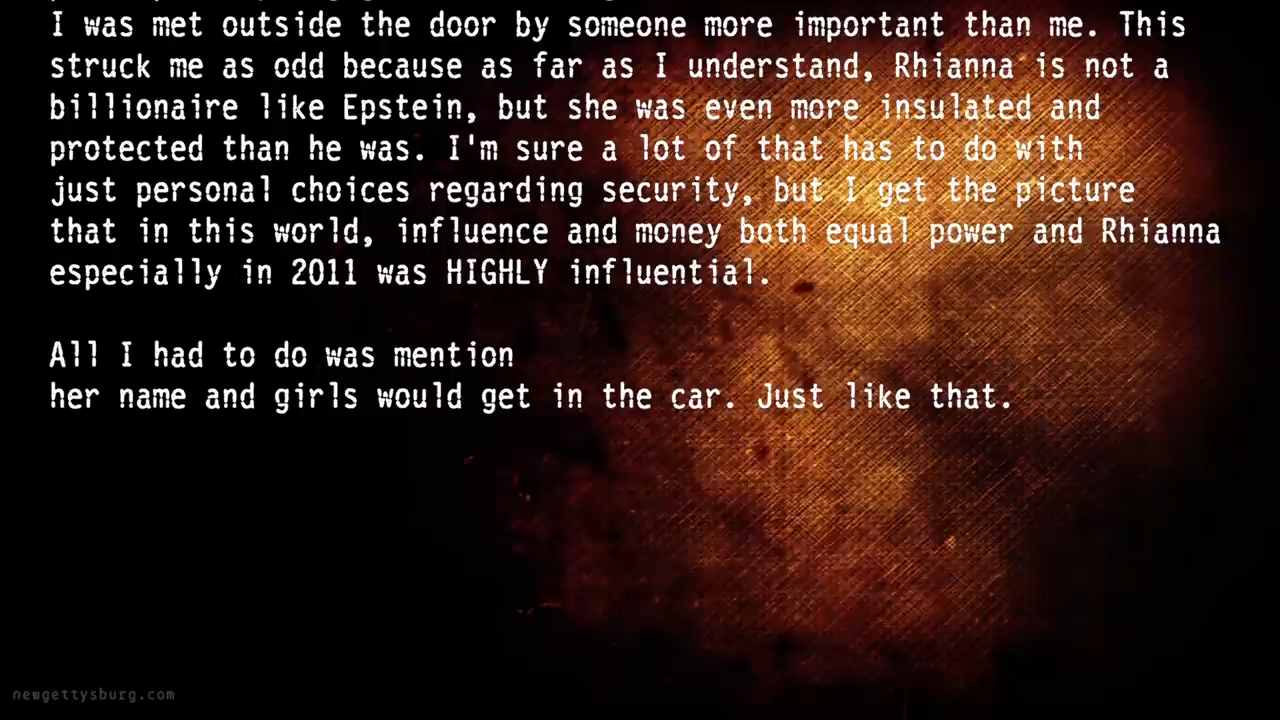 I was met outside the door by someone more important than me. This
struck me as odd because as far as I understand, Rhianna is not a
billionaire like Epstein, but she was even more insulated and
protected than he was. I'm sure a lot of that has to do with
just personal choices regarding security, but I get the picture
that in this world, influence and money both equal power and Rhianna
especially in 2011 was HIGHLY influential.

All I had to do was mention
her name and girls would get in the car. Just like that.
newgettysburg.com